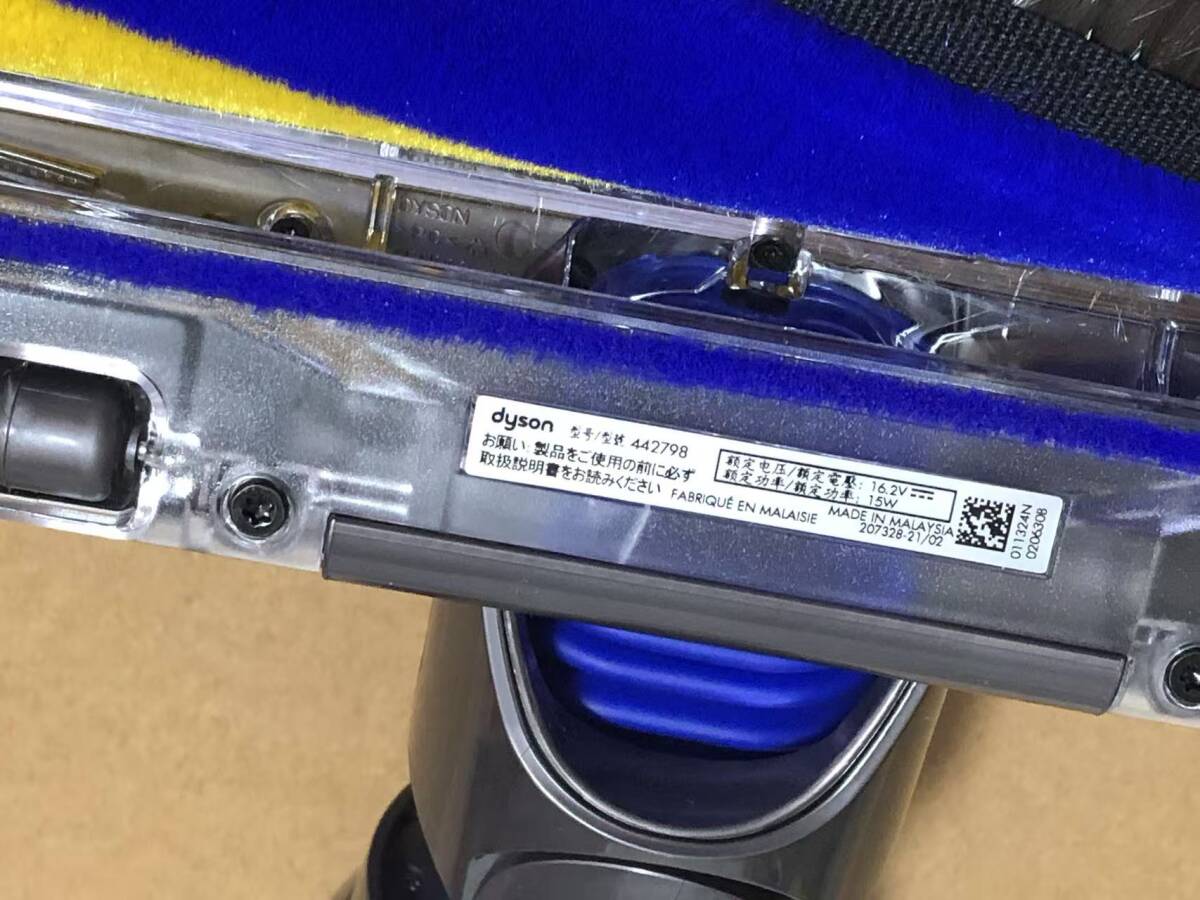 DYSON
dyson 型号/型號 442798
お願い: 製品をご使用の前に必ず
取扱説明書をお読みください
FABRIQUÉ EN MALAISIE
额定电压/額定電壓: 16.2V
额定功率/額定功率: 15W
MADE IN MALAYSIA
207328-21/02
011324N
0206308